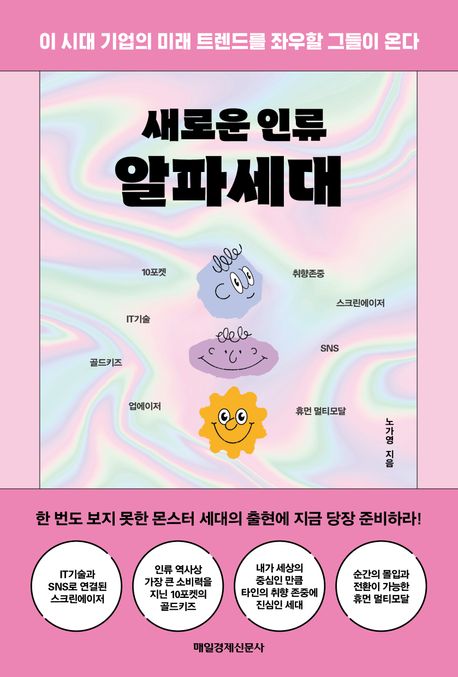 이 시대 기업의 미래 트렌드를 좌우할 그들이 온다
새로운 인류
알파세대
10포켓
취향존중
스크린에이저
IT기술
SNS
골드키즈
업에이저
휴먼 멀티모달
노가영 지음
한 번도 보지 못한 몬스터 세대의 출현에 지금 당장 준비하라!
IT기술과
SNS로 연결된
스크린에이저
인류 역사상
가장 큰 소비력을
지닌 10포켓의
골드키즈
내가 세상의
중심인 만큼
타인의 취향 존중에
진심인 세대
순간의 몰입과
전환이 가능한
휴먼 멀티모달
매일경제신문사